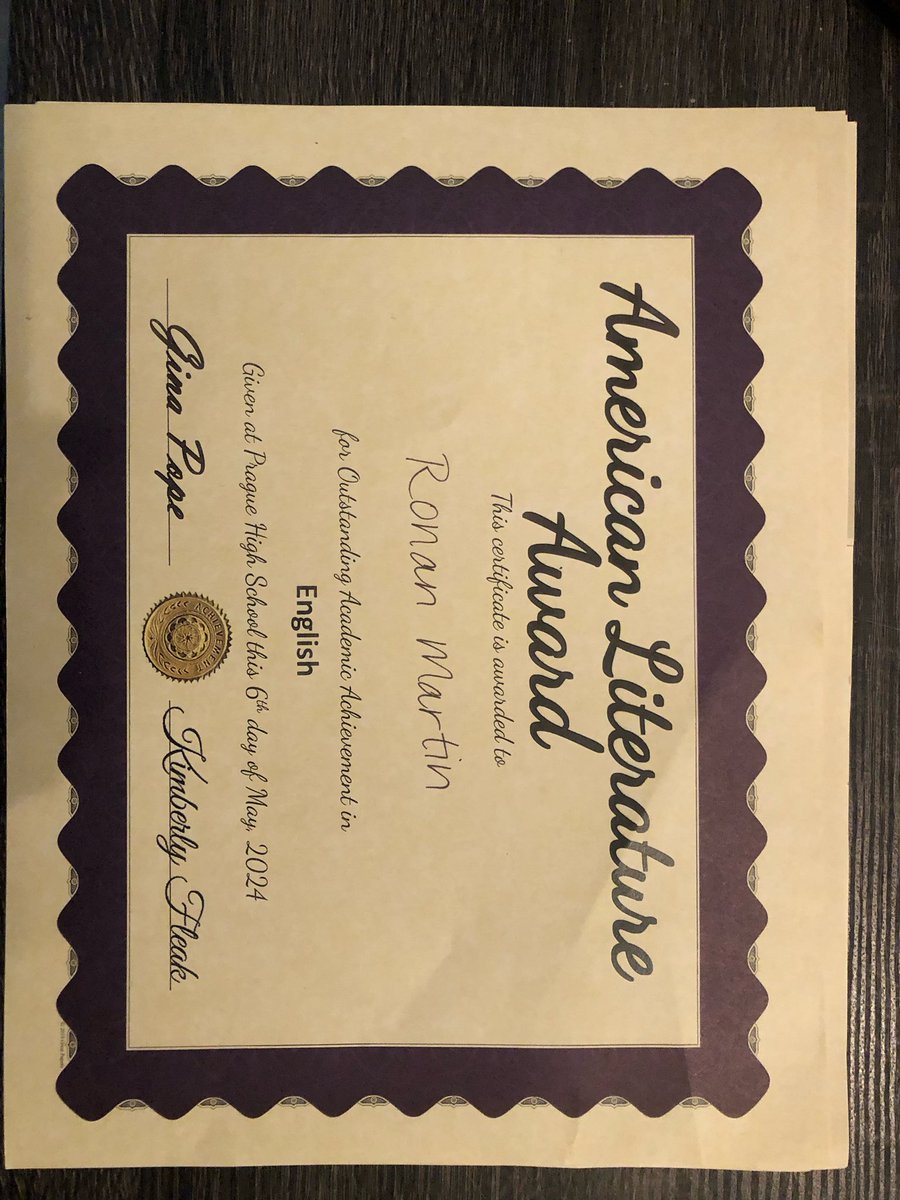 American Literature
Award
This certificate is awarded to
Ronan Martin
for Outstanding Academic Achievement in
English
Given at Prague High School this 6th day of May, 2024
Gina Pope
ACHIEVEMENT
Kimberly Fleak